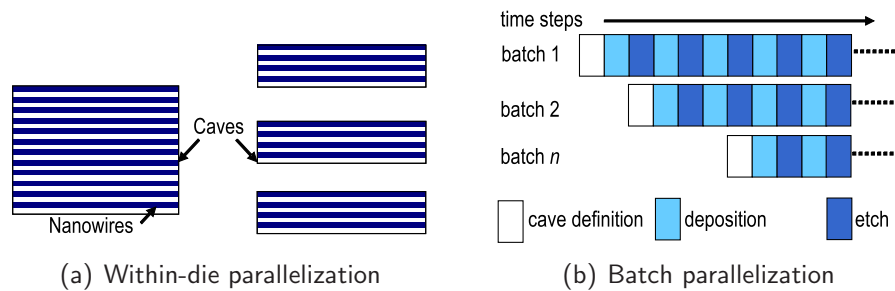 Caves
Nanowires
(a) Within-die parallelization
time steps
batch 1
batch 2
batch n
cave definition
deposition
etch
(b) Batch parallelization